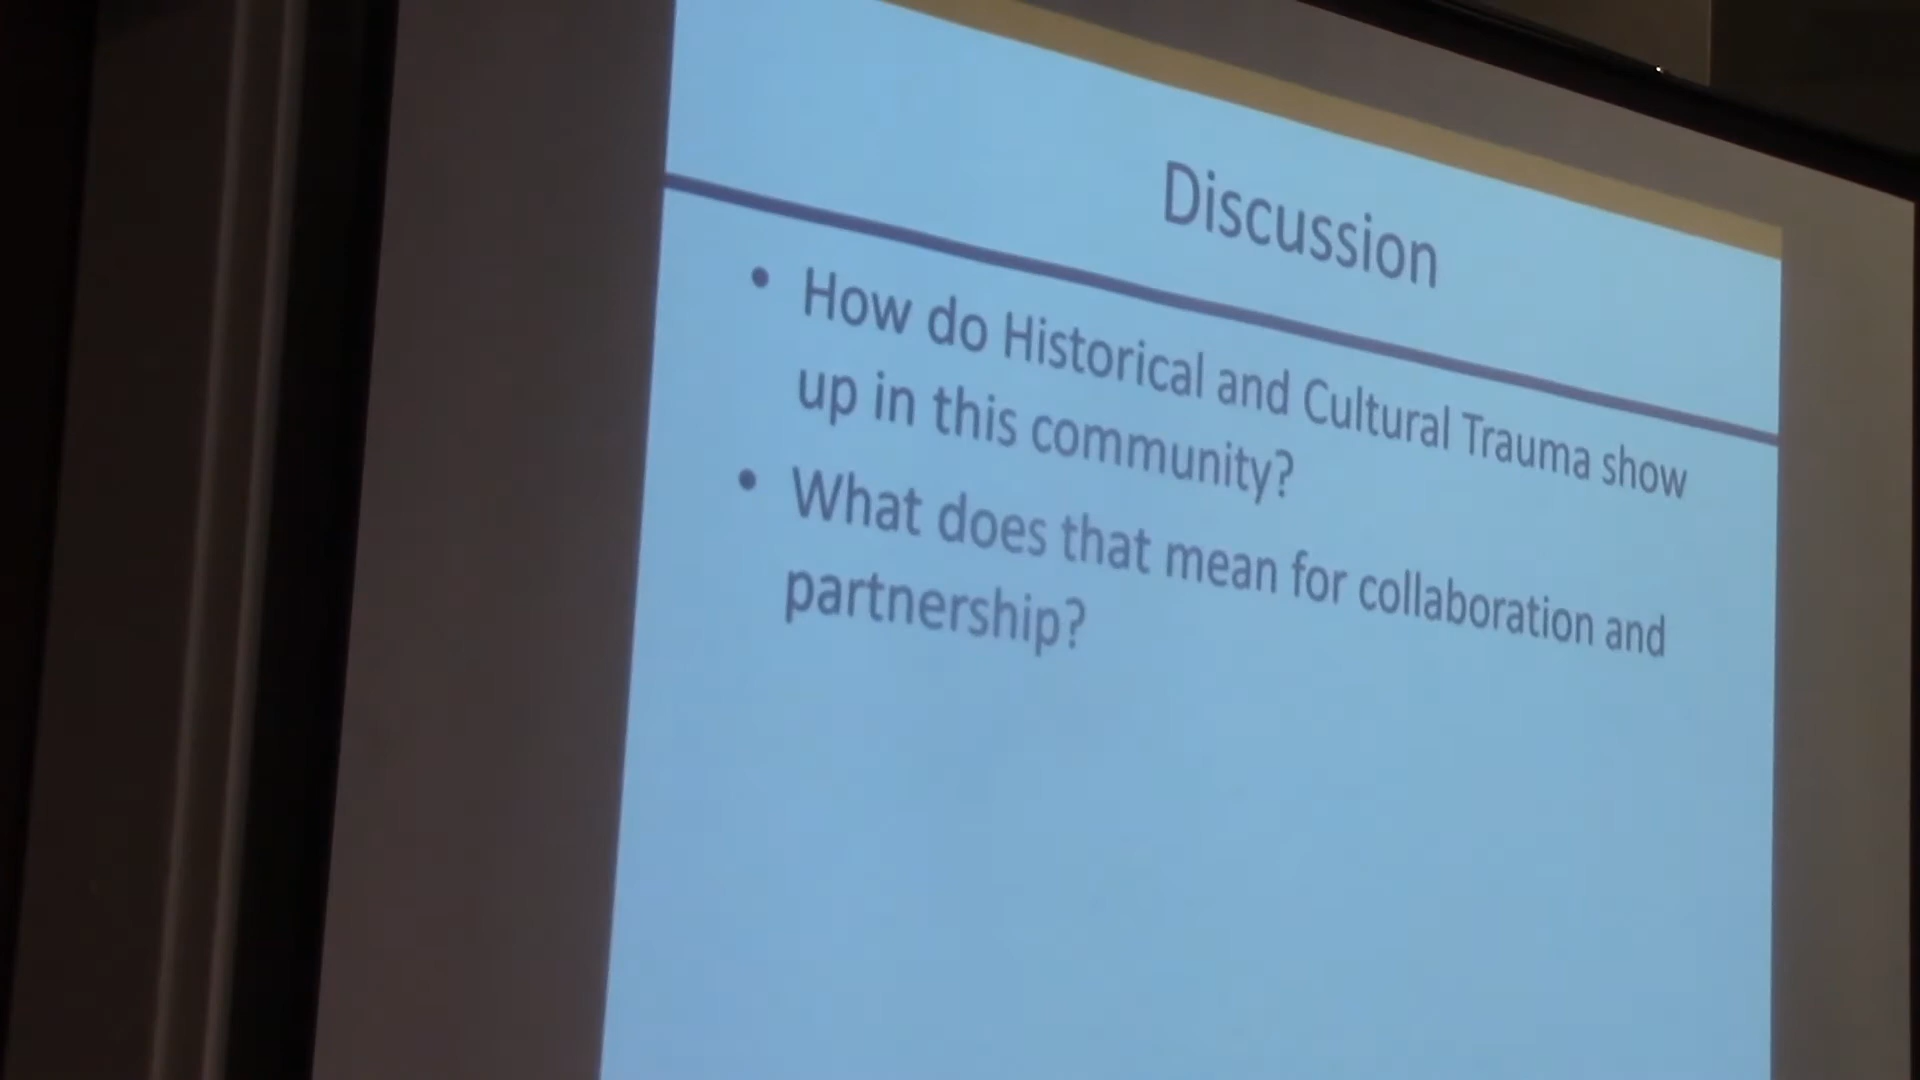 Discussion
• How do Historical and Cultural Trauma show
up in this community?
• What does that mean for collaboration and
partnership?